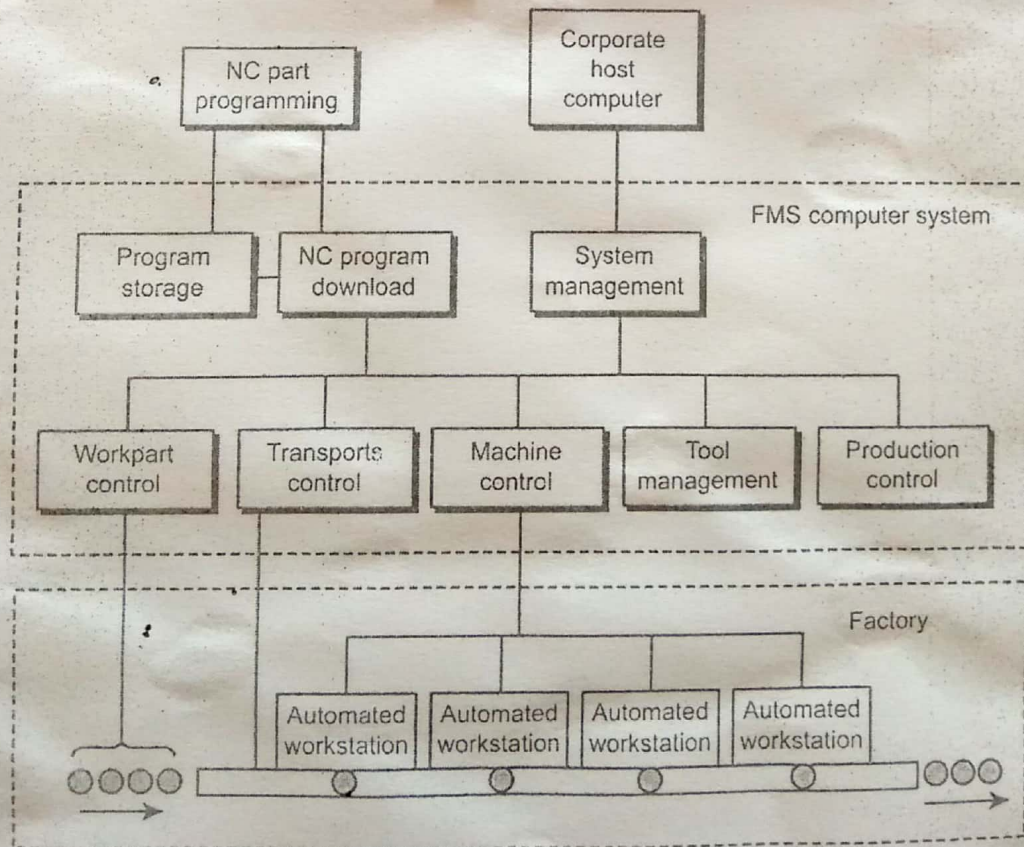 NC part
programming
Corporate
host
computer
FMS computer system
Program
storage
NC program
download
System
management
Workpart
control
Transports
control
Machine
control
Tool
management
Production
control
Factory
Automated
workstation
Automated
workstation
Automated
workstation
Automated
workstation